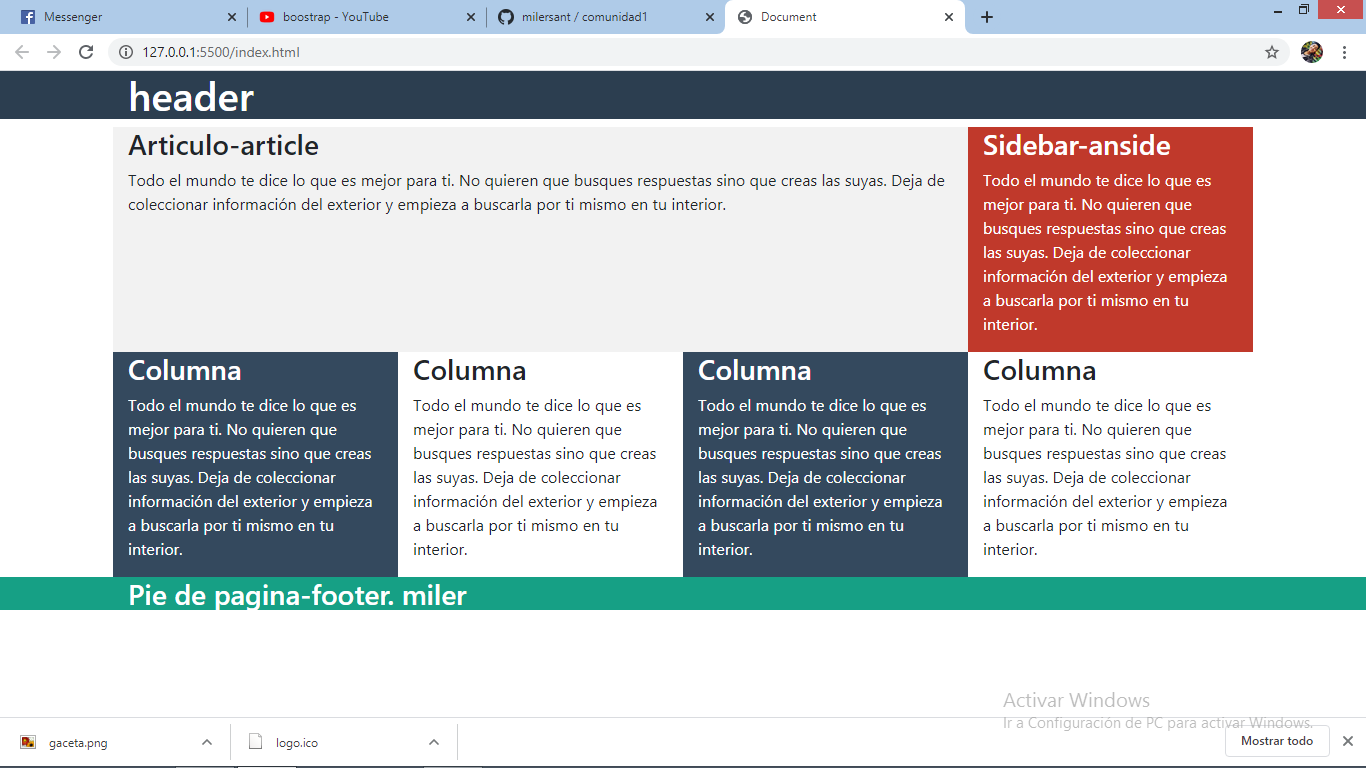 Messenger
boostrap - YouTube
milersant / comunidad1
Document
127.0.0.1:5500/index.html
header
Articulo-article
Todo el mundo te dice lo que es mejor para ti. No quieren que busques respuestas sino que creas las suyas. Deja de
coleccionar información del exterior y empieza a buscarla por ti mismo en tu interior.
Sidebar-anside
Todo el mundo te dice lo que es
mejor para ti. No quieren que
busques respuestas sino que creas
las suyas. Deja de coleccionar
información del exterior y empieza
a buscarla por ti mismo en tu
interior.
Columna
Todo el mundo te dice lo que es
mejor para ti. No quieren que
busques respuestas sino que creas
las suyas. Deja de coleccionar
información del exterior y empieza
a buscarla por ti mismo en tu
interior.
Columna
Todo el mundo te dice lo que es
mejor para ti. No quieren que
busques respuestas sino que creas
las suyas. Deja de coleccionar
información del exterior y empieza
a buscarla por ti mismo en tu
interior.
Columna
Todo el mundo te dice lo que es
mejor para ti. No quieren que
busques respuestas sino que creas
las suyas. Deja de coleccionar
información del exterior y empieza
a buscarla por ti mismo en tu
interior.
Columna
Todo el mundo te dice lo que es
mejor para ti. No quieren que
busques respuestas sino que creas
las suyas. Deja de coleccionar
información del exterior y empieza
a buscarla por ti mismo en tu
interior.
Pie de pagina-footer. miler
Activar Windows
Ir a Configuración de PC para activar Windows.
gaceta.png
logo.ico
Mostrar todo